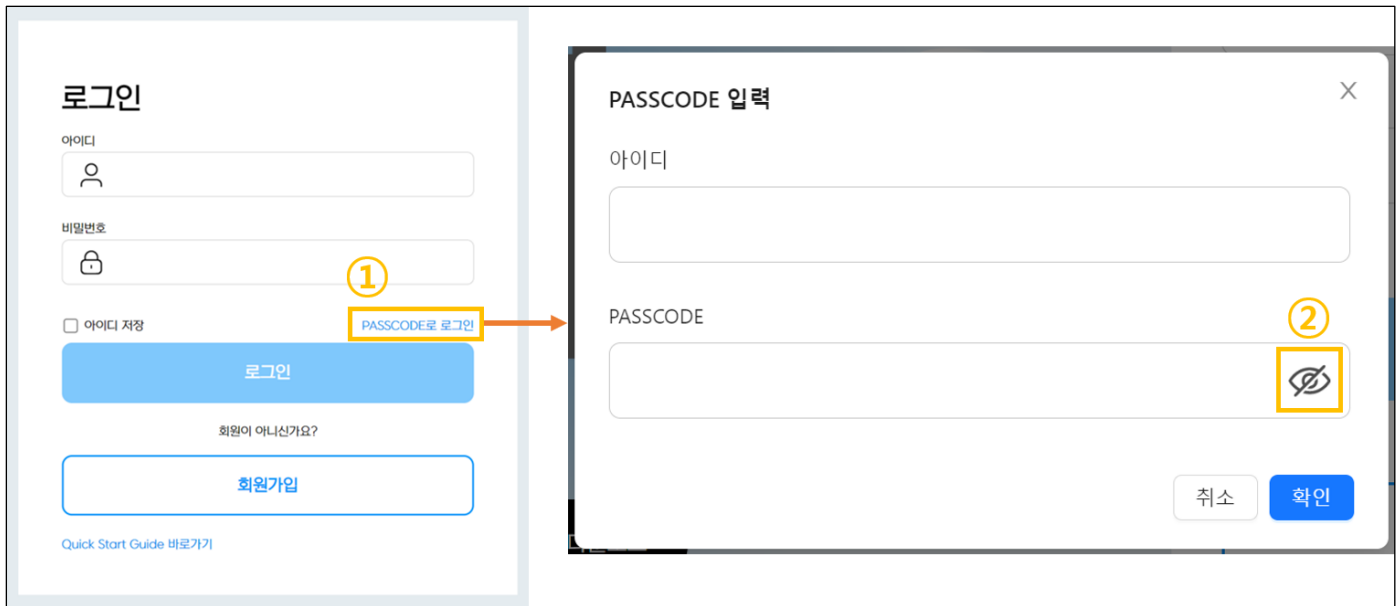 로그인
아이디
비밀번호
①
아이디 저장
PASSCODE로 로그인
로그인
회원이 아니신가요?
회원가입
Quick Start Guide 바로가기
PASSCODE 입력
X
아이디
PASSCODE
②
취소
확인